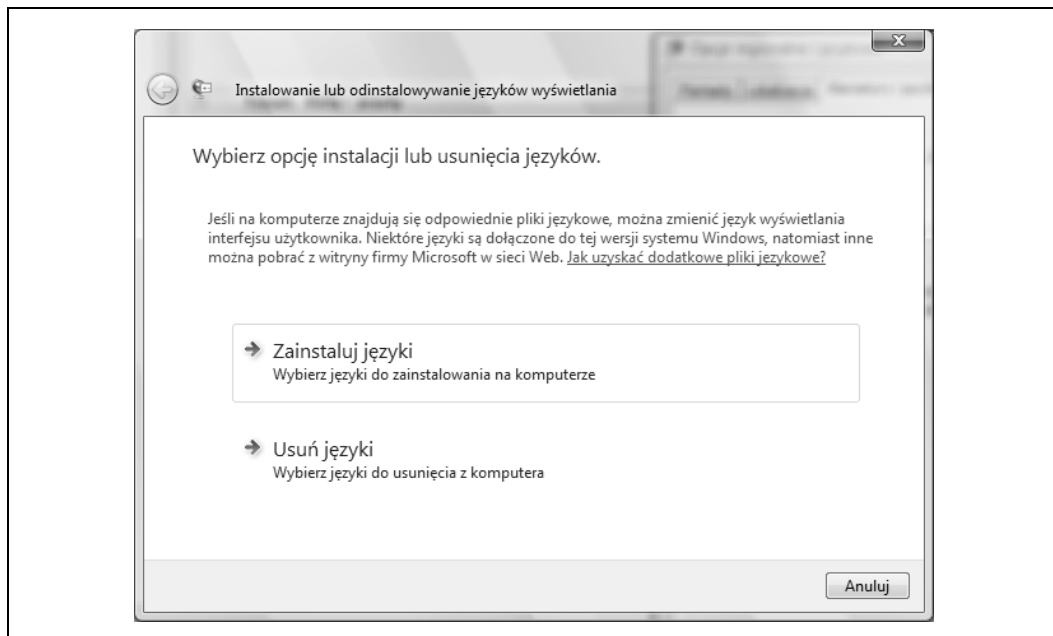 Instalowanie lub odinstalowywanie języków wyświetlania
Wybierz opcję instalacji lub usunięcia języków.
Jeśli na komputerze znajdują się odpowiednie pliki językowe, można zmienić język wyświetlania
interfejsu użytkownika. Niektóre języki są dołączone do tej wersji systemu Windows, natomiast inne
można pobrać z witryny firmy Microsoft w sieci Web. Jak uzyskać dodatkowe pliki językowe?
Zainstaluj języki
Wybierz języki do zainstalowania na komputerze
Usuń języki
Wybierz języki do usunięcia z komputera
Anuluj